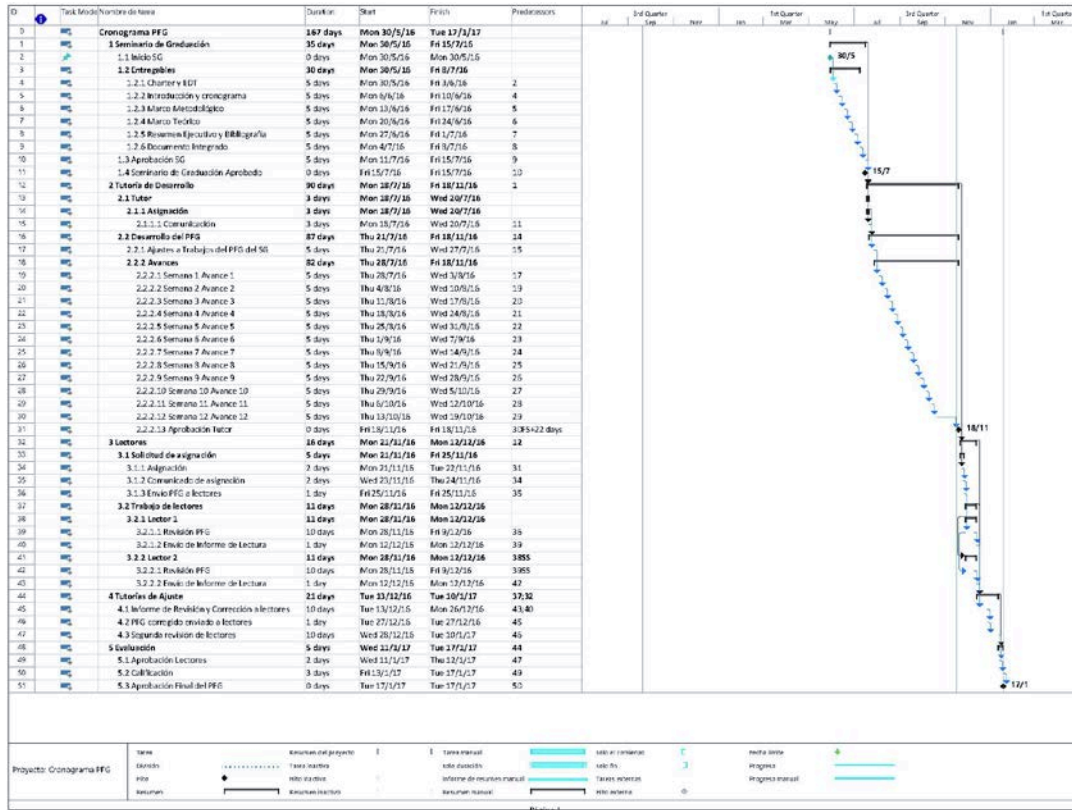 ID Task Mode Nombre de tarea Duration Start Finish Predecessors 3rd Quarter 1st Quarter 3rd Quarter 1st Quarter
Jul Sep Nov Jan Mar May Jul Sep Nov Jan Mar
0 Cronograma PFG 167 days Mon 30/5/16 Tue 17/1/17
1 1 Seminario de Graduación 35 days Mon 30/5/16 Fri 15/7/16
2 1.1 Inicio SG 0 days Mon 30/5/16 Mon 30/5/16 30/5
3 1.2 Entregables 30 days Mon 30/5/16 Fri 8/7/16
4 1.2.1 Charter y EDT 5 days Mon 30/5/16 Fri 3/6/16 2
5 1.2.2 Introducción y cronograma 5 days Mon 6/6/16 Fri 10/6/16 4
6 1.2.3 Marco Metodológico 5 days Mon 13/6/16 Fri 17/6/16 5
7 1.2.4 Marco Teórico 5 days Mon 20/6/16 Fri 24/6/16 6
8 1.2.5 Resumen Ejecutivo y Bibliografía 5 days Mon 27/6/16 Fri 1/7/16 7
9 1.2.6 Documento Integrado 5 days Mon 4/7/16 Fri 8/7/16 8
10 1.3 Aprobación SG 5 days Mon 11/7/16 Fri 15/7/16 9
11 1.4 Seminario de Graduación Aprobado 0 days Fri 15/7/16 Fri 15/7/16 10 15/7
12 2 Tutoría de Desarrollo 90 days Mon 18/7/16 Fri 18/11/16 1
13 2.1 Tutor 3 days Mon 18/7/16 Wed 20/7/16
14 2.1.1 Asignación 3 days Mon 18/7/16 Wed 20/7/16
15 2.1.1.1 Comunicación 3 days Mon 18/7/16 Wed 20/7/16 11
16 2.2 Desarrollo del PFG 87 days Thu 21/7/16 Fri 18/11/16 14
17 2.2.1 Ajustes a Trabajos del PFG del SG 5 days Thu 21/7/16 Wed 27/7/16 15
18 2.2.2 Avances 82 days Thu 28/7/16 Fri 18/11/16
19 2.2.2.1 Semana 1 Avance 1 5 days Thu 28/7/16 Wed 3/8/16 17
20 2.2.2.2 Semana 2 Avance 2 5 days Thu 4/8/16 Wed 10/8/16 19
21 2.2.2.3 Semana 3 Avance 3 5 days Thu 11/8/16 Wed 17/8/16 20
22 2.2.2.4 Semana 4 Avance 4 5 days Thu 18/8/16 Wed 24/8/16 21
23 2.2.2.5 Semana 5 Avance 5 5 days Thu 25/8/16 Wed 31/8/16 22
24 2.2.2.6 Semana 6 Avance 6 5 days Thu 1/9/16 Wed 7/9/16 23
25 2.2.2.7 Semana 7 Avance 7 5 days Thu 8/9/16 Wed 14/9/16 24
26 2.2.2.8 Semana 8 Avance 8 5 days Thu 15/9/16 Wed 21/9/16 25
27 2.2.2.9 Semana 9 Avance 9 5 days Thu 22/9/16 Wed 28/9/16 26
28 2.2.2.10 Semana 10 Avance 10 5 days Thu 29/9/16 Wed 5/10/16 27
29 2.2.2.11 Semana 11 Avance 11 5 days Thu 6/10/16 Wed 12/10/16 28
30 2.2.2.12 Semana 12 Avance 12 5 days Thu 13/10/16 Wed 19/10/16 29
31 2.2.2.13 Aprobación Tutor 0 days Fri 18/11/16 Fri 18/11/16 30FS+22 days 18/11
32 3 Lectores 16 days Mon 21/11/16 Mon 12/12/16 12
33 3.1 Solicitud de asignación 5 days Mon 21/11/16 Fri 25/11/16
34 3.1.1 Asignación 2 days Mon 21/11/16 Tue 22/11/16 31
35 3.1.2 Comunicado de asignación 2 days Wed 23/11/16 Thu 24/11/16 34
36 3.1.3 Envio PFG a lectores 1 day Fri 25/11/16 Fri 25/11/16 35
37 3.2 Trabajo de lectores 11 days Mon 28/11/16 Mon 12/12/16
38 3.2.1 Lector 1 11 days Mon 28/11/16 Mon 12/12/16
39 3.2.1.1 Revisión PFG 10 days Mon 28/11/16 Fri 9/12/16 36
40 3.2.1.2 Envio de Informe de Lectura 1 day Mon 12/12/16 Mon 12/12/16 39
41 3.2.2 Lector 2 11 days Mon 28/11/16 Mon 12/12/16 38SS
42 3.2.2.1 Revisión PFG 10 days Mon 28/11/16 Fri 9/12/16 39SS
43 3.2.2.2 Envio de Informe de Lectura 1 day Mon 12/12/16 Mon 12/12/16 42
44 4 Tutorías de Ajuste 21 days Tue 13/12/16 Tue 10/1/17 37;32
45 4.1 Informe de Revisión y Corrección a lectores 10 days Tue 13/12/16 Mon 26/12/16 43;40
46 4.2 PFG corregido enviado a lectores 1 day Tue 27/12/16 Tue 27/12/16 45
47 4.3 Segunda revisión de lectores 10 days Wed 28/12/16 Tue 10/1/17 46
48 5 Evaluación 5 days Wed 11/1/17 Tue 17/1/17 44
49 5.1 Aprobación Lectores 2 days Wed 11/1/17 Thu 12/1/17 47
50 5.2 Calificación 3 days Fri 13/1/17 Tue 17/1/17 49
51 5.3 Aprobación Final del PFG 0 days Tue 17/1/17 Tue 17/1/17 50 17/1
Proyecto: Cronograma PFG
Tarea Resumen del proyecto Tarea manual solo el comienzo Fecha límite
División Tarea inactiva solo duración solo fin Progreso
Hito Hito inactivo Informe de resumen manual Tareas externas Progreso manual
Resumen Resumen inactivo Resumen manual Hito externo
Página 1